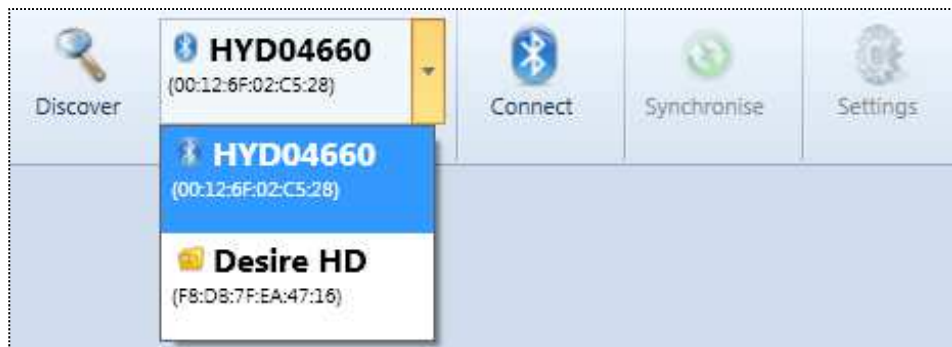 HYD04660
(00:12:6F:02:C5:28)
Discover
Connect
Synchronise
Settings
HYD04660
(00:12:6F:02:C5:28)
Desire HD
(F8:DB:7F:EA:47:16)